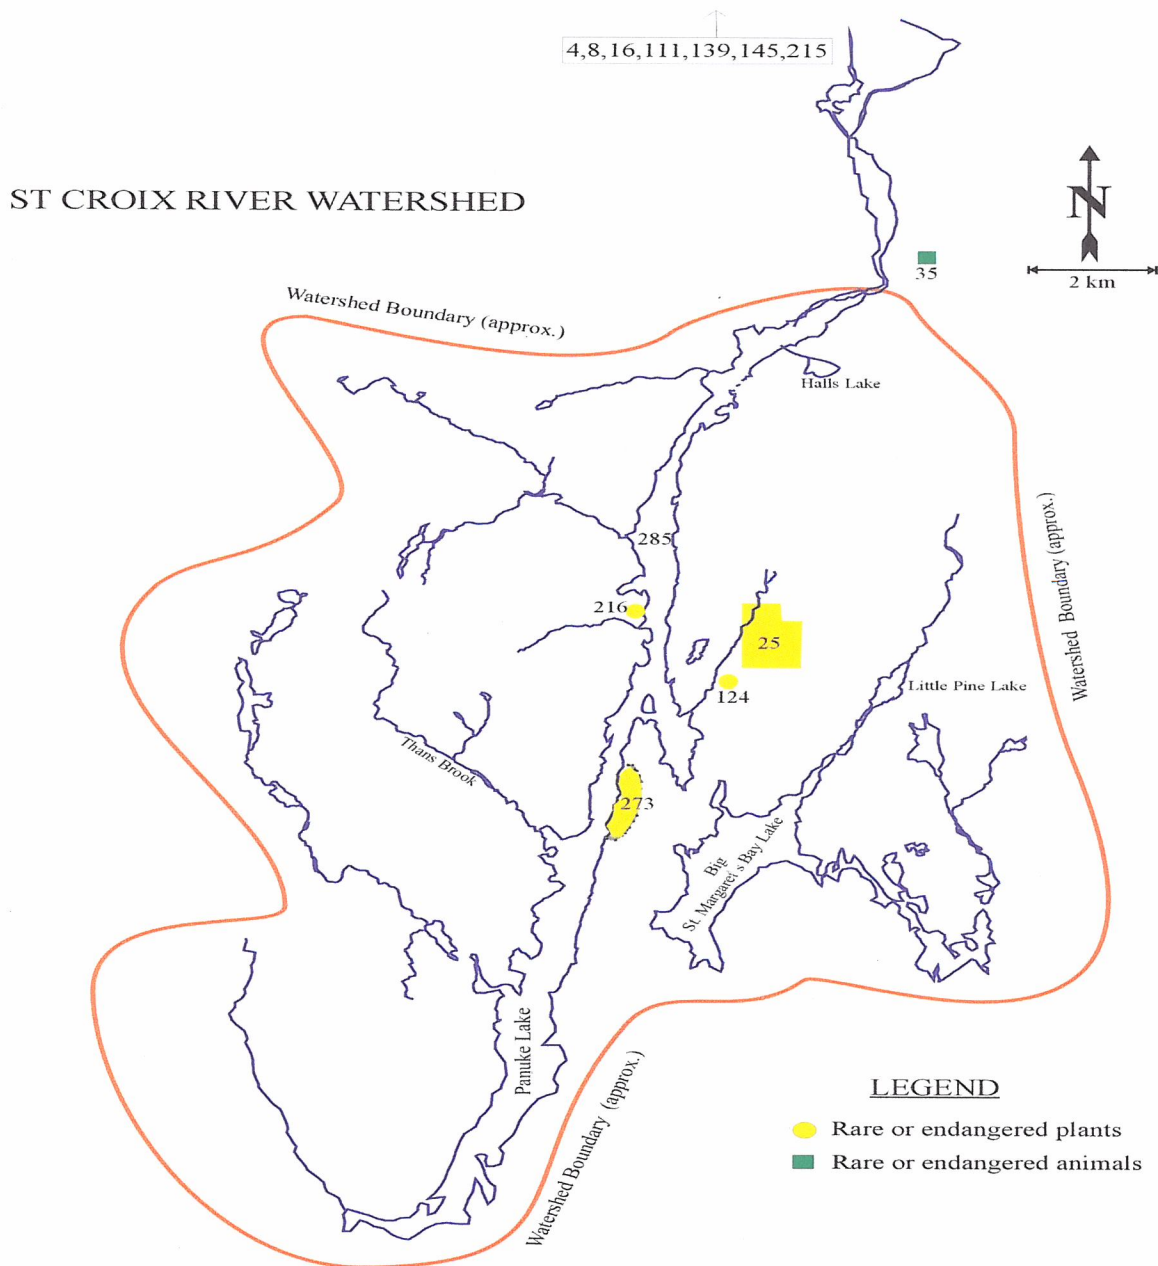 4,8,16,111,139,145,215
ST CROIX RIVER WATERSHED
N
2 km
35
Watershed Boundary (approx.)
Halls Lake
285
Watershed Boundary (approx.)
216
25
124
Little Pine Lake
Thans Brook
273
Big
St. Margaret's Bay Lake
Panuke Lake
Watershed Boundary (approx.)
LEGEND
Rare or endangered plants
Rare or endangered animals